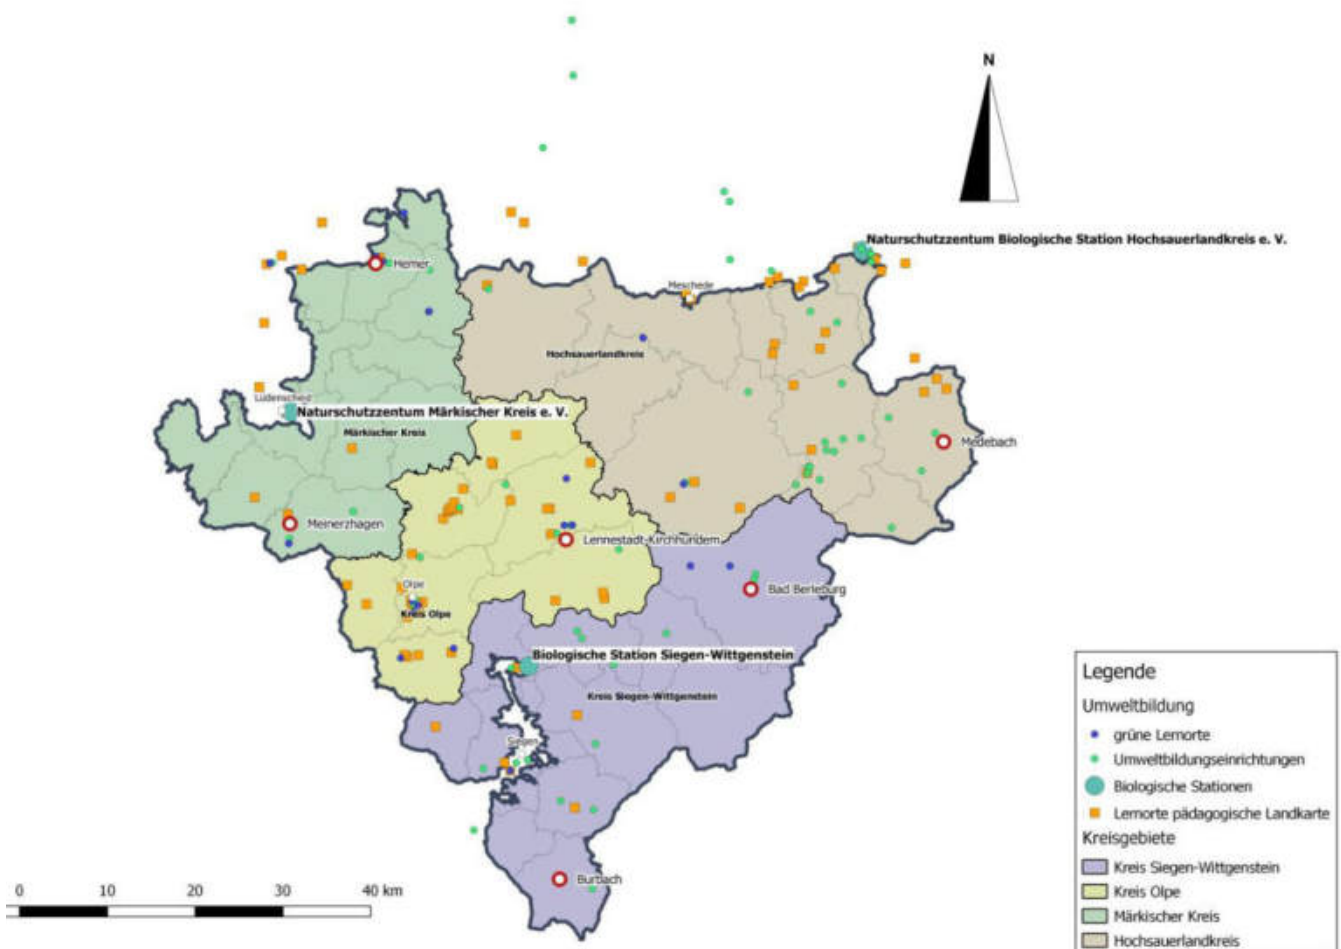 N
Naturschutzzentrum Biologische Station Hochsauerlandkreis e. V.
Hemer
Meschede
Hochsauerlandkreis
Lüdenscheid
Naturschutzzentrum Märkischer Kreis e. V.
Märkischer Kreis
Medebach
Meinerzhagen
Lennestadt-Kirchhundem
Olpe
Bad Berleburg
Kreis Olpe
Biologische Station Siegen-Wittgenstein
Kreis Siegen-Wittgenstein
Siegen
Burbach
0 10 20 30 40 km
Legende
Umweltbildung
grüne Lernorte
Umweltbildungseinrichtungen
Biologische Stationen
Lernorte pädagogische Landkarte
Kreisgebiete
Kreis Siegen-Wittgenstein
Kreis Olpe
Märkischer Kreis
Hochsauerlandkreis